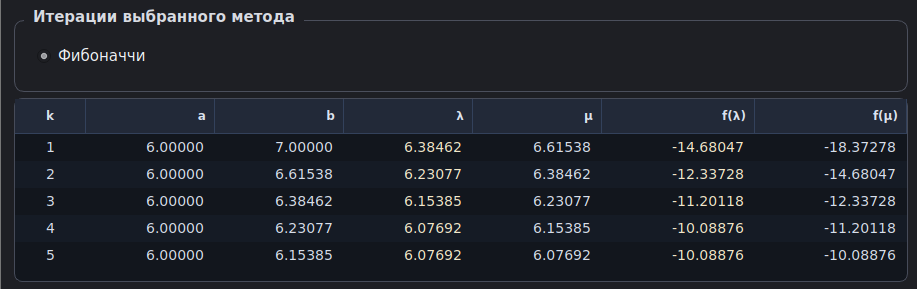 Итерации выбранного метода
Фибоначчи
k a b λ μ f(λ) f(μ)
1 6.00000 7.00000 6.38462 6.61538 -14.68047 -18.37278
2 6.00000 6.61538 6.23077 6.38462 -12.33728 -14.68047
3 6.00000 6.38462 6.15385 6.23077 -11.20118 -12.33728
4 6.00000 6.23077 6.07692 6.15385 -10.08876 -11.20118
5 6.00000 6.15385 6.07692 6.07692 -10.08876 -10.08876